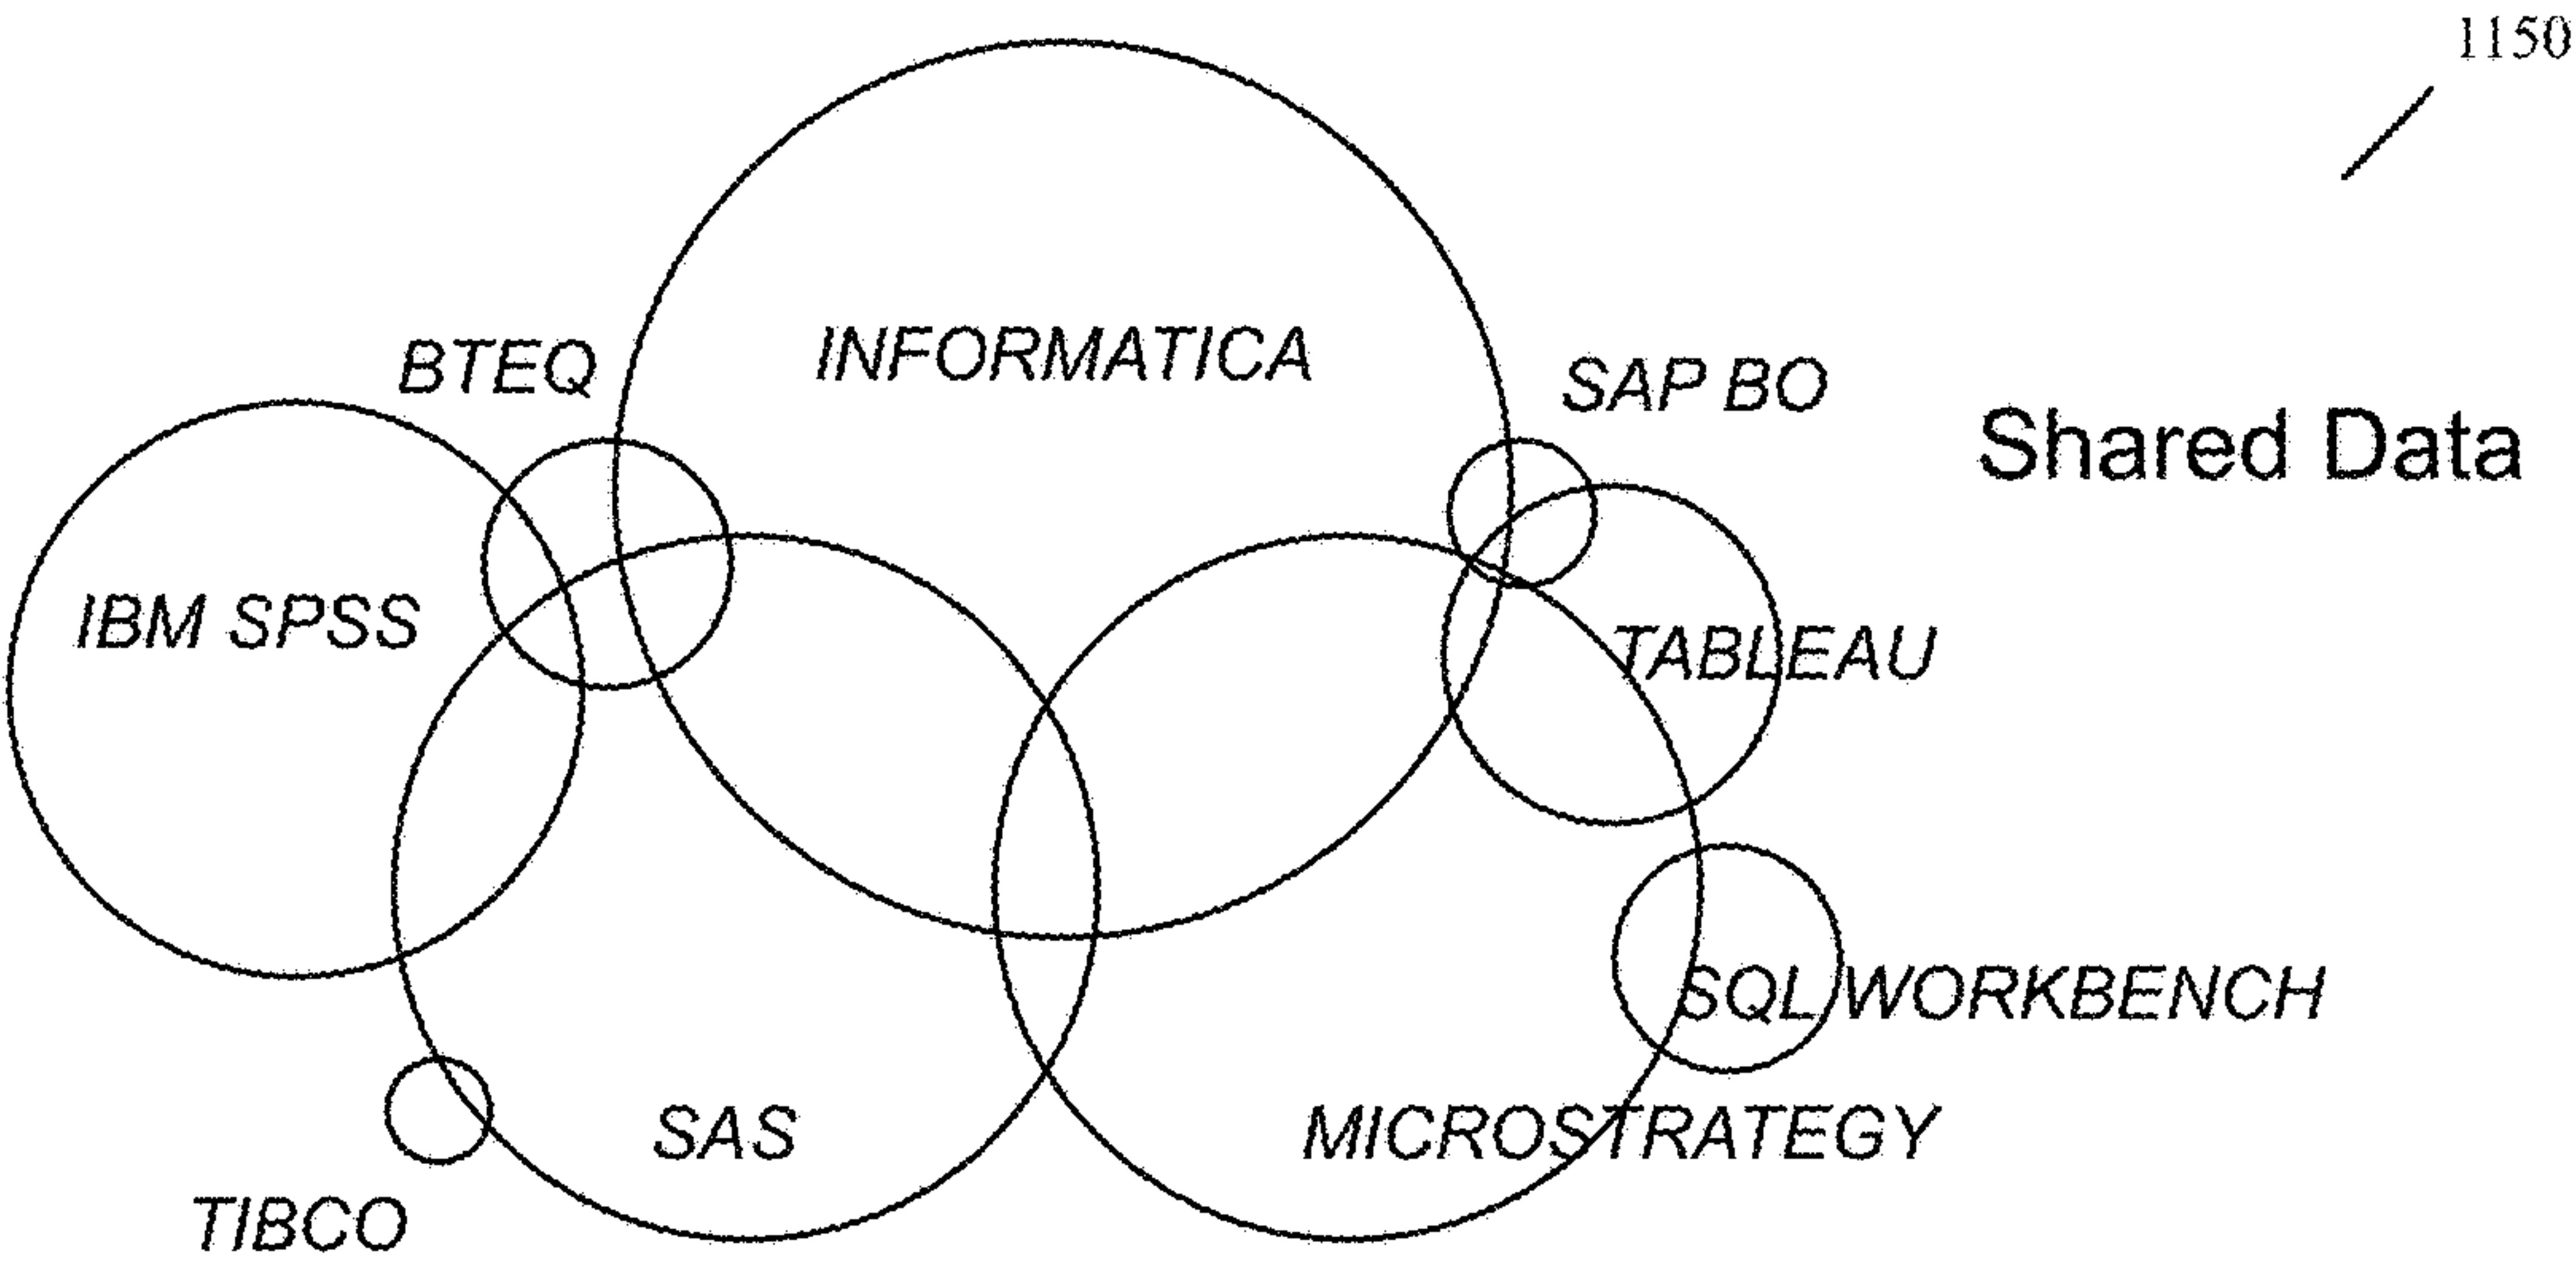 1150
INFORMATICA
BTEQ
SAP BO
Shared Data
IBM SPSS
TABLEAU
SQL WORKBENCH
SAS
MICROSTRATEGY
TIBCO